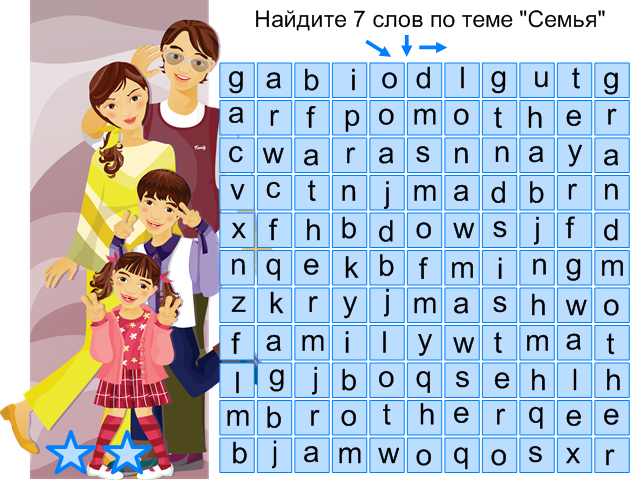 Найдите 7 слов по теме "Семья"
g a b i o d l g u t g
a r f p o m o t h e r
c w a r a s n n a y a
v c t n j m a d b r n
x f h b d o w s j f d
n q e k b f m i n g m
z k r y j m a s h w o
f a m i l y w t m a t
l g j b o q s e h l h
m b r o t h e r q e e
b j a m w o q o s x r